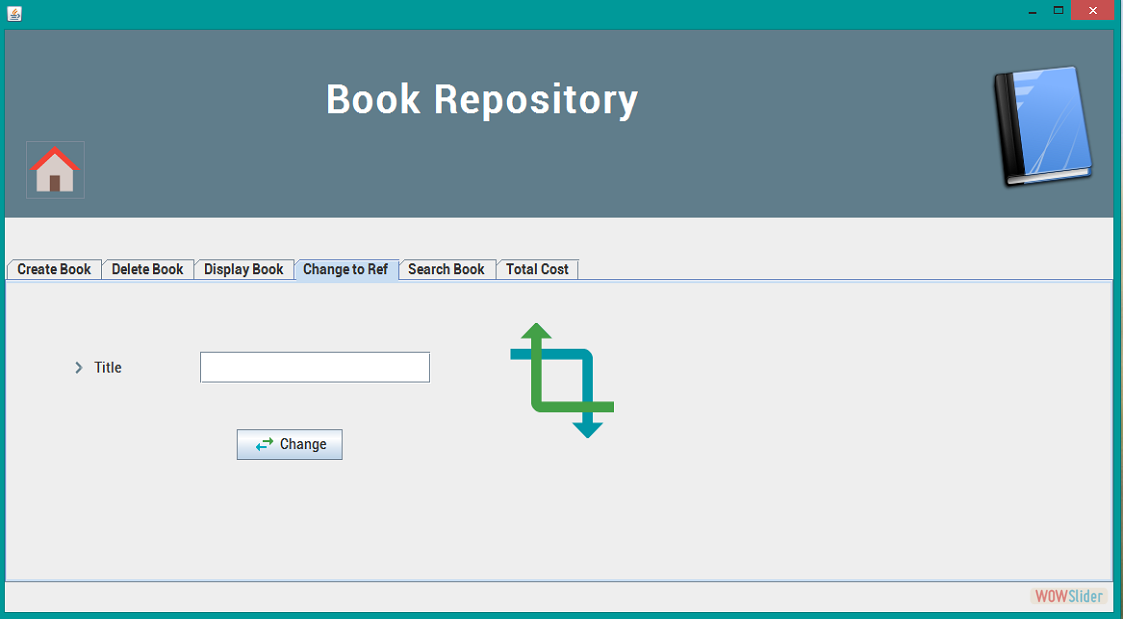 Book Repository
Create Book Delete Book Display Book Change to Ref Search Book Total Cost
Title
Change
WOWSlider